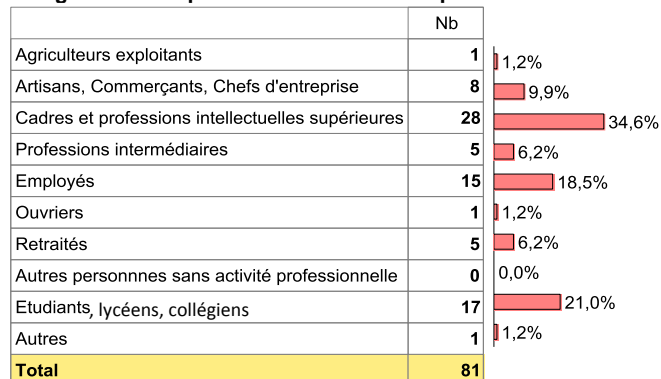 Nb
Agriculteurs exploitants 1 1,2%
Artisans, Commerçants, Chefs d'entreprise 8 9,9%
Cadres et professions intellectuelles supérieures 28 34,6%
Professions intermédiaires 5 6,2%
Employés 15 18,5%
Ouvriers 1 1,2%
Retraités 5 6,2%
Autres personnnes sans activité professionnelle 0 0,0%
Etudiants, lycéens, collégiens 17 21,0%
Autres 1 1,2%
Total 81